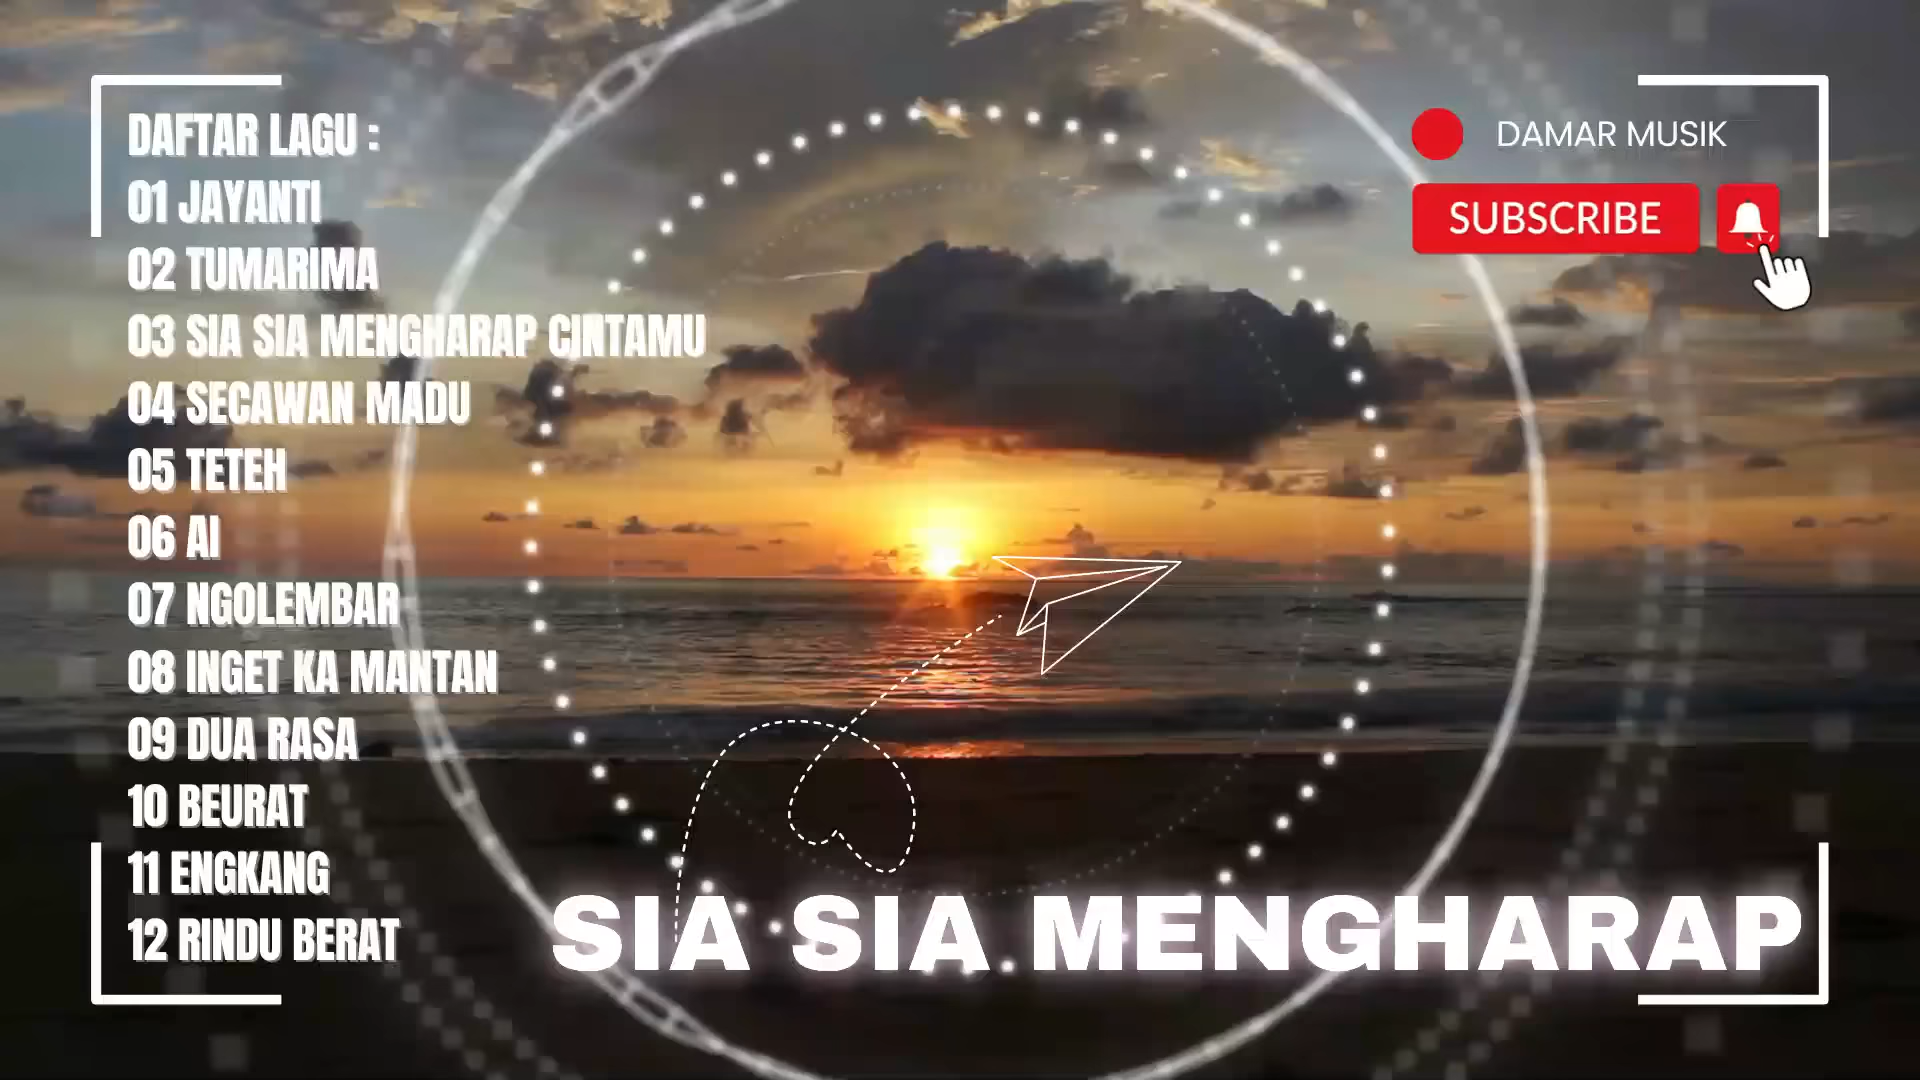 DAFTAR LAGU :
01 JAYANTI
02 TUMARIMA
03 SIA SIA MENGHARAP CINTAMU
04 SECAWAN MADU
05 TETEH
06 AI
07 NGOLEMBAR
08 INGET KA MANTAN
09 DUA RASA
10 BEURAT
11 ENGKANG
12 RINDU BERAT
DAMAR MUSIK
SUBSCRIBE
SIA SIA MENGHARAP